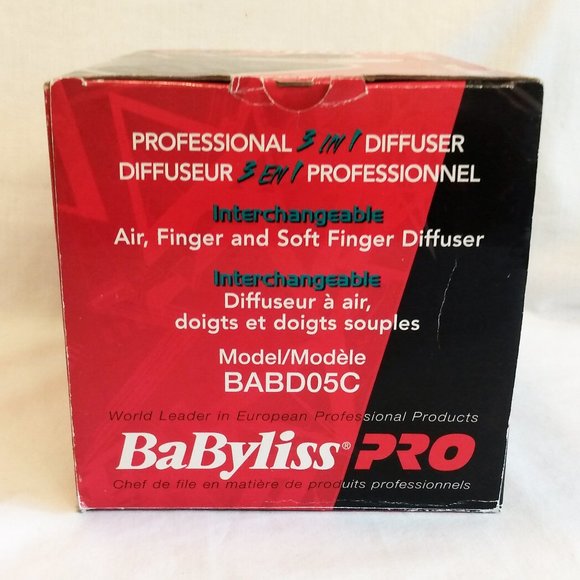 PROFESSIONAL 3 IN 1 DIFFUSER
DIFFUSEUR 3 EN 1 PROFESSIONNEL
Interchangeable
Air, Finger and Soft Finger Diffuser
Interchangeable
Diffuseur à air,
doigts et doigts souples
Model/Modèle
BABD05C
World Leader in European Professional Products
BaByliss® PRO
Chef de file en matière de produits professionnels